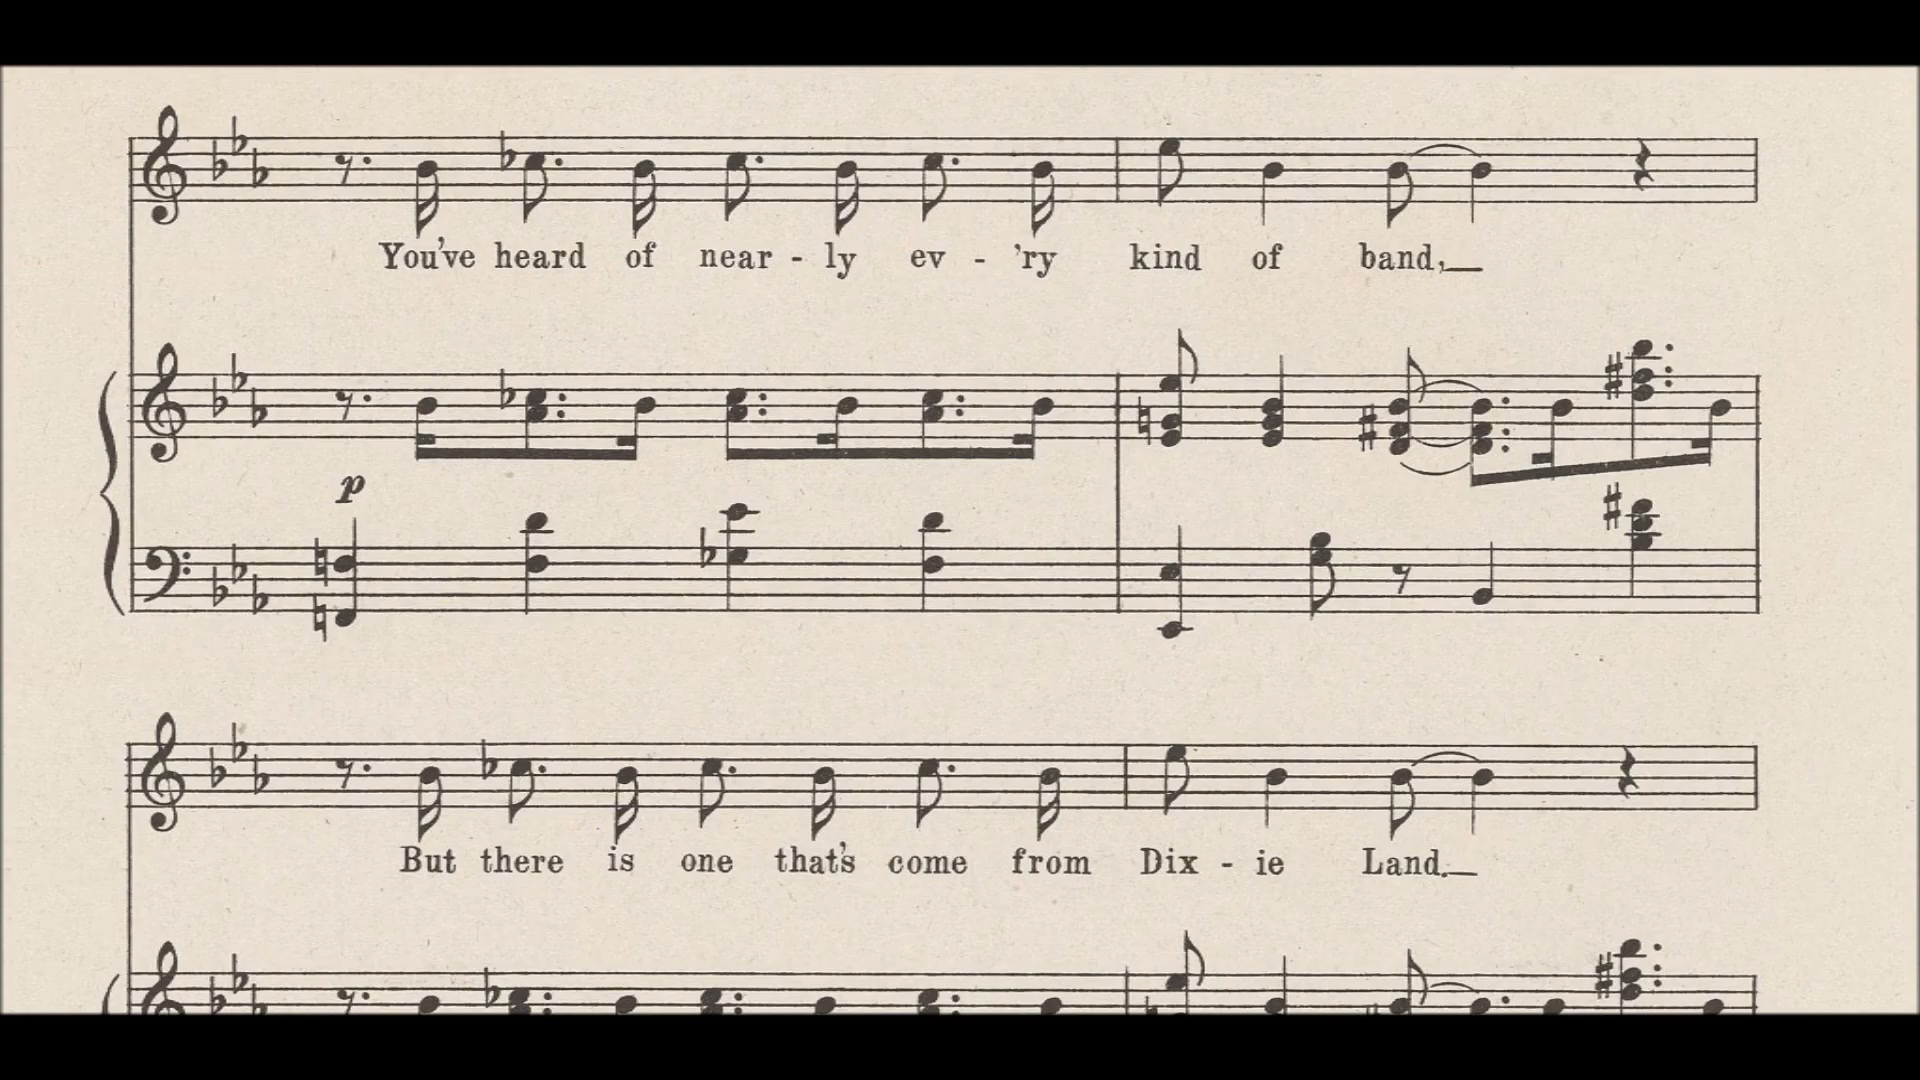 You've heard of near - ly ev - 'ry kind of band,
p
But there is one that's come from Dix - ie Land.